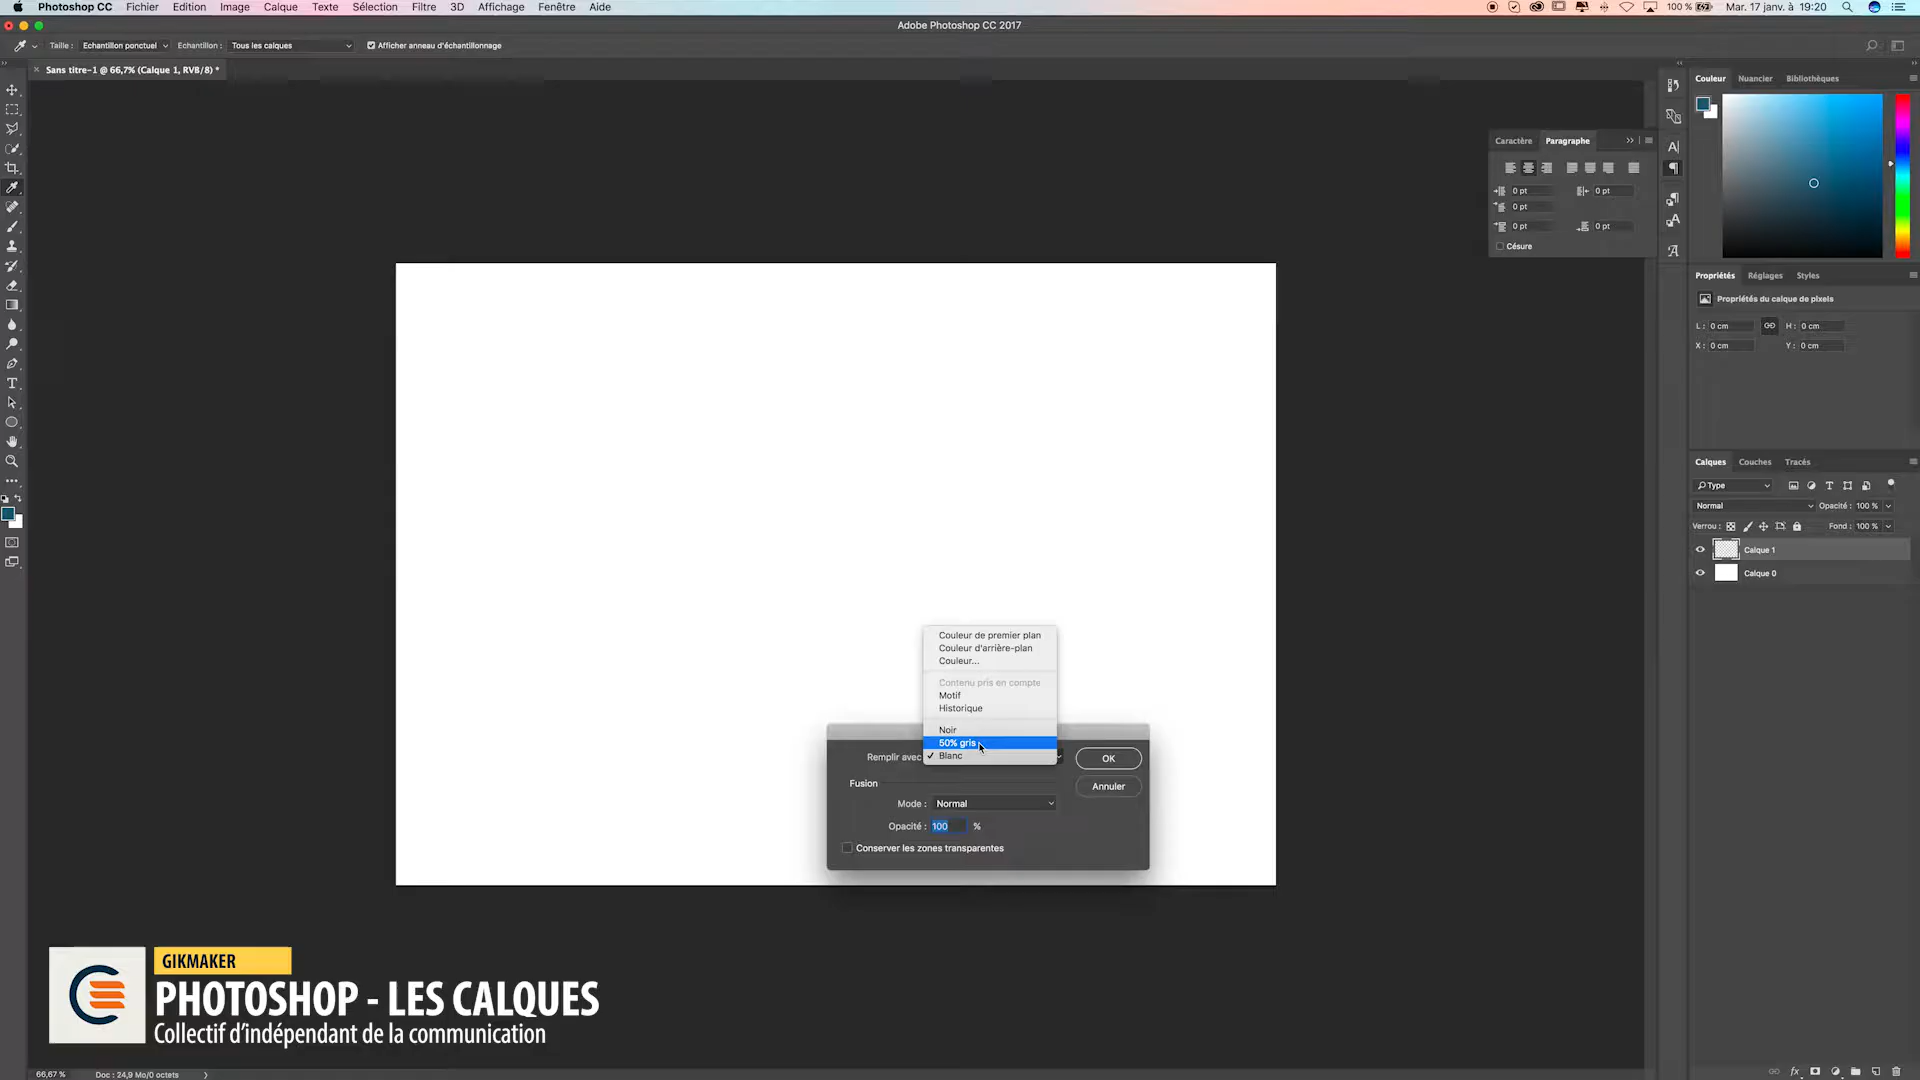 Photoshop CC Fichier Edition Image Calque Texte Sélection Filtre 3D Affichage Fenêtre Aide
100 % Mar. 17 janv. à 19:20
Adobe Photoshop CC 2017
Taille : Echantillon ponctuel Echantillon : Tous les calques Afficher anneau d'échantillonnage
Sans titre-1 @ 66,7% (Calque 1, RVB/8) *
Couleur Nuancier Bibliothèques
Caractère Paragraphe
0 pt 0 pt
0 pt
0 pt 0 pt
Césure
Propriétés Réglages Styles
Propriétés du calque de pixels
L : 0 cm H : 0 cm
X : 0 cm Y : 0 cm
Calques Couches Tracés
Type
Normal Opacité : 100 %
Verrou : Fond : 100 %
Calque 1
Calque 0
Couleur de premier plan
Couleur d'arrière-plan
Couleur...
Contenu pris en compte
Motif
Historique
Noir
50% gris
Blanc
Remplir avec
OK
Fusion
Annuler
Mode : Normal
Opacité : 100 %
Conserver les zones transparentes
GIKMAKER
PHOTOSHOP - LES CALQUES
Collectif d'indépendant de la communication
66,67 % Doc : 24,9 Mo/0 octets